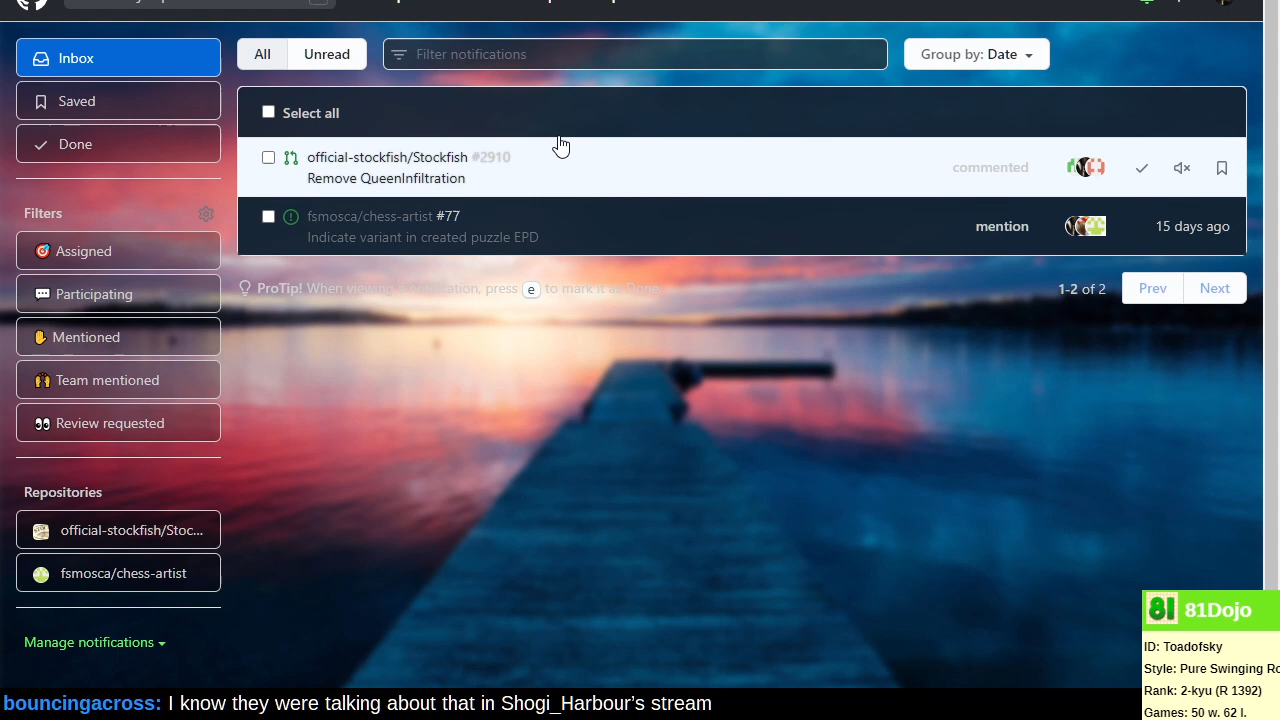 Inbox
Saved
Done
Filters
🎯 Assigned
💬 Participating
✋ Mentioned
🙌 Team mentioned
👀 Review requested
Repositories
official-stockfish/Stoc...
fsmosca/chess-artist
Manage notifications
All Unread
Filter notifications
Group by: Date
Select all
official-stockfish/Stockfish #2910
Remove QueenInfiltration
commented
fsmosca/chess-artist #77
Indicate variant in created puzzle EPD
mention
15 days ago
ProTip! When viewing a notification, press e to mark it as Done.
1-2 of 2
Prev Next
81 81Dojo
ID: Toadofsky
Style: Pure Swinging Ro
Rank: 2-kyu (R 1392)
Games: 50 w, 62 l.
bouncingacross: I know they were talking about that in Shogi_Harbour's stream